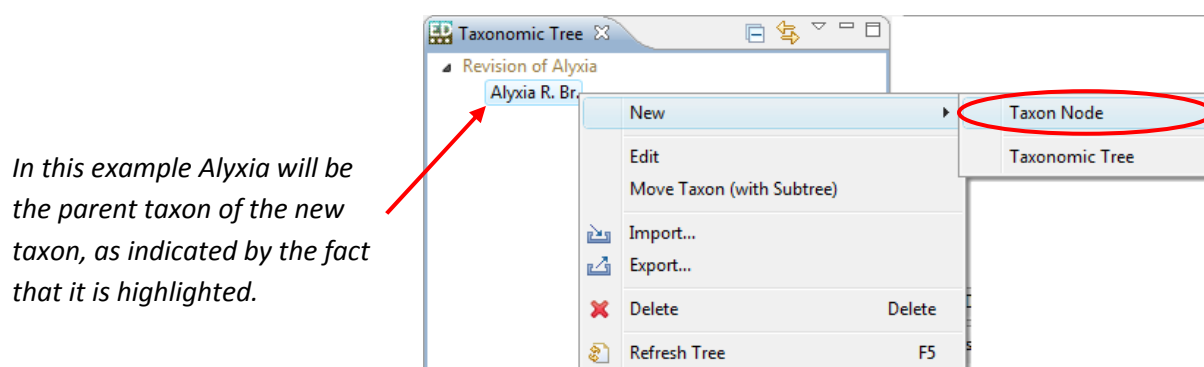 ED Taxonomic Tree
Revision of Alyxia
Alyxia R. Br.
New
Taxon Node
Taxonomic Tree
Edit
Move Taxon (with Subtree)
Import...
Export...
Delete Delete
Refresh Tree F5
In this example Alyxia will be
the parent taxon of the new
taxon, as indicated by the fact
that it is highlighted.